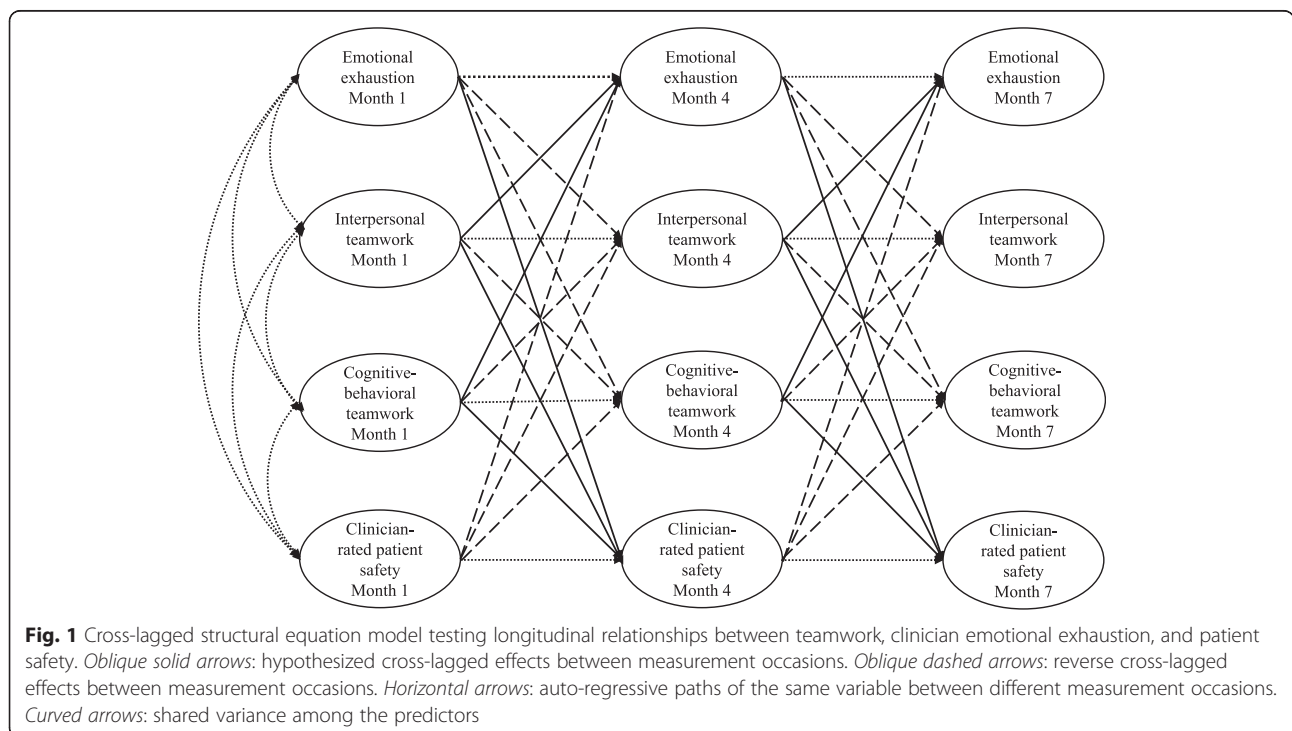 Emotional
exhaustion
Month 1
Emotional
exhaustion
Month 4
Emotional
exhaustion
Month 7
Interpersonal
teamwork
Month 1
Interpersonal
teamwork
Month 4
Interpersonal
teamwork
Month 7
Cognitive-
behavioral
teamwork
Month 1
Cognitive-
behavioral
teamwork
Month 4
Cognitive-
behavioral
teamwork
Month 7
Clinician-
rated patient
safety
Month 1
Clinician-
rated patient
safety
Month 4
Clinician-
rated patient
safety
Month 7
Fig. 1 Cross-lagged structural equation model testing longitudinal relationships between teamwork, clinician emotional exhaustion, and patient
safety. Oblique solid arrows: hypothesized cross-lagged effects between measurement occasions. Oblique dashed arrows: reverse cross-lagged
effects between measurement occasions. Horizontal arrows: auto-regressive paths of the same variable between different measurement occasions.
Curved arrows: shared variance among the predictors